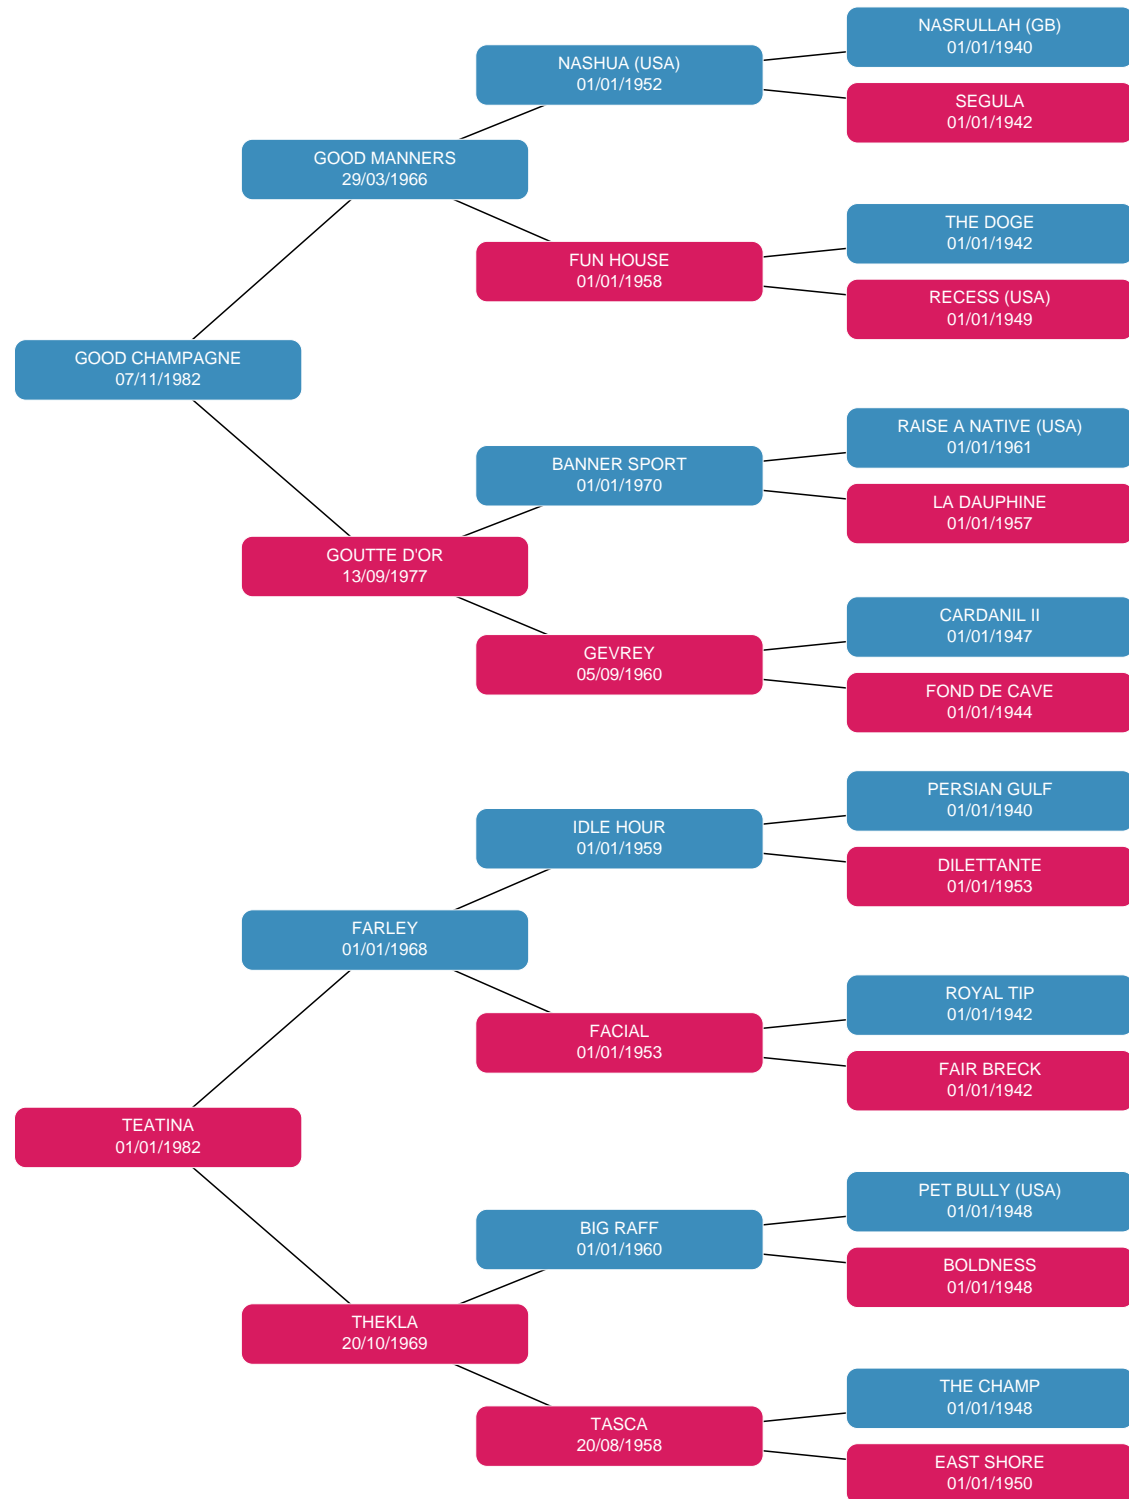 NASRULLAH (GB)
01/01/1940
NASHUA (USA)
01/01/1952
SEGULA
01/01/1942
GOOD MANNERS
29/03/1966
THE DOGE
01/01/1942
FUN HOUSE
01/01/1958
RECESS (USA)
01/01/1949
GOOD CHAMPAGNE
07/11/1982
RAISE A NATIVE (USA)
01/01/1961
BANNER SPORT
01/01/1970
LA DAUPHINE
01/01/1957
GOUTTE D'OR
13/09/1977
CARDANIL II
01/01/1947
GEVREY
05/09/1960
FOND DE CAVE
01/01/1944
PERSIAN GULF
01/01/1940
IDLE HOUR
01/01/1959
DILETTANTE
01/01/1953
FARLEY
01/01/1968
ROYAL TIP
01/01/1942
FACIAL
01/01/1953
FAIR BRECK
01/01/1942
TEATINA
01/01/1982
PET BULLY (USA)
01/01/1948
BIG RAFF
01/01/1960
BOLDNESS
01/01/1948
THEKLA
20/10/1969
THE CHAMP
01/01/1948
TASCA
20/08/1958
EAST SHORE
01/01/1950